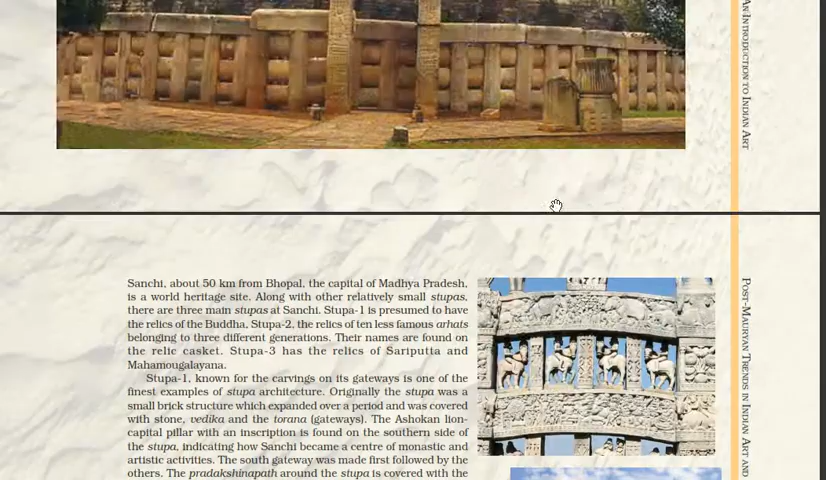 An Introduction to Indian Art
Sanchi, about 50 km from Bhopal, the capital of Madhya Pradesh,
is a world heritage site. Along with other relatively small stupas,
there are three main stupas at Sanchi. Stupa-1 is presumed to have
the relics of the Buddha, Stupa-2, the relics of ten less famous arhats
belonging to three different generations. Their names are found on
the relic casket. Stupa-3 has the relics of Sariputta and
Mahamougalayana.
Stupa-1, known for the carvings on its gateways is one of the
finest examples of stupa architecture. Originally the stupa was a
small brick structure which expanded over a period and was covered
with stone, vedika and the torana (gateways). The Ashokan lion-
capital pillar with an inscription is found on the southern side of
the stupa, indicating how Sanchi became a centre of monastic and
artistic activities. The south gateway was made first followed by the
others. The pradakshinapath around the stupa is covered with the
Post-Mauryan Trends in Indian Art and